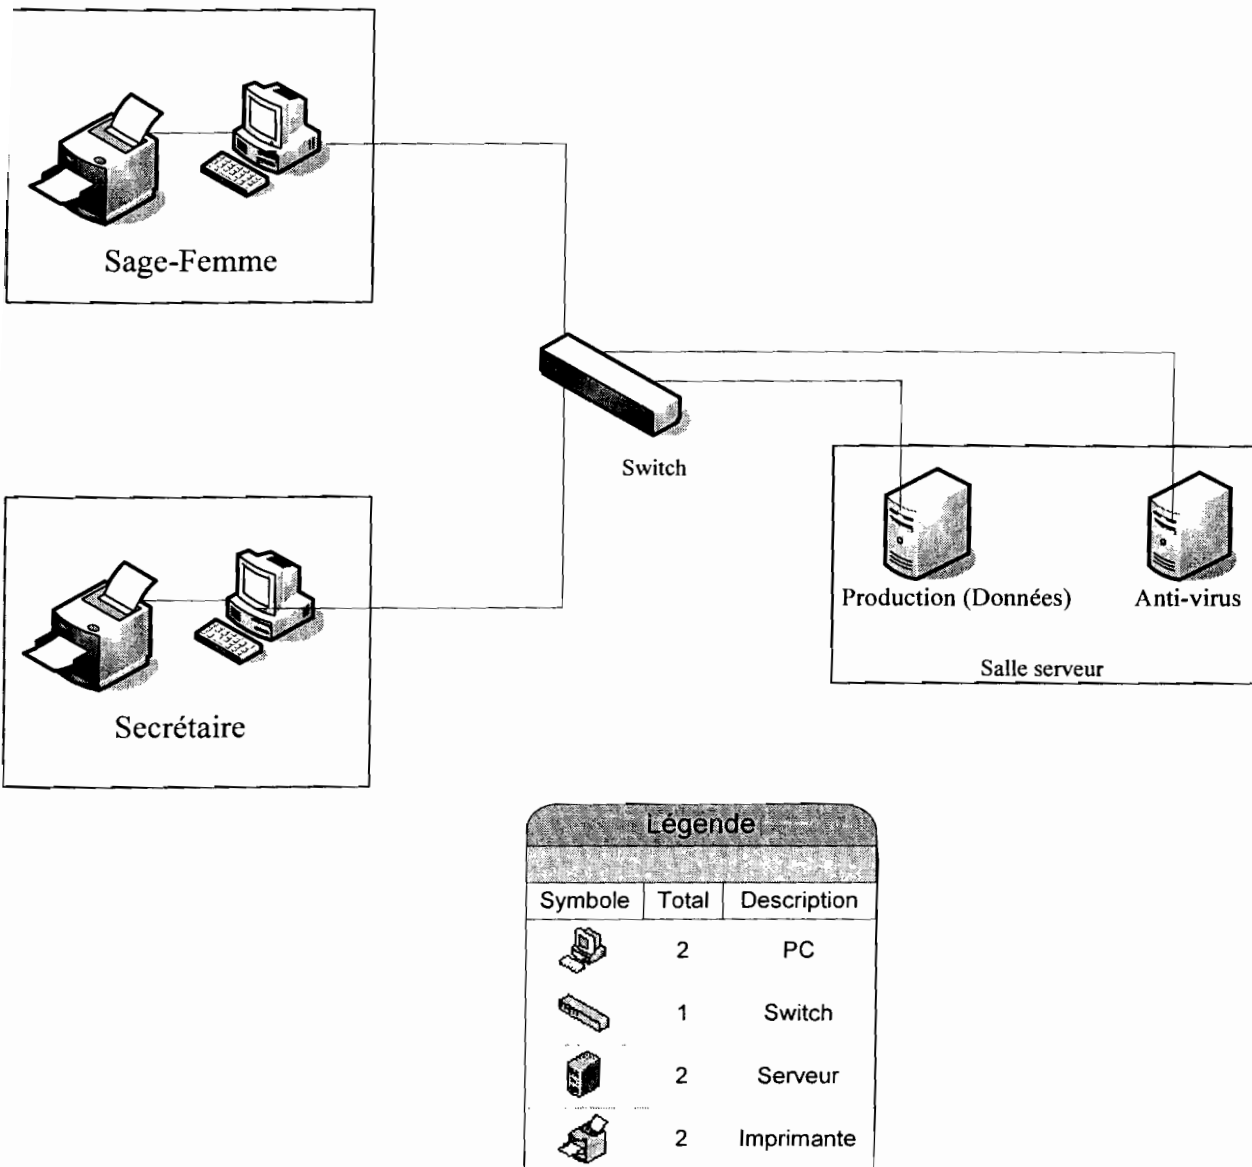 Sage-Femme
Switch
Production (Données)
Anti-virus
Salle serveur
Secrétaire
Légende
Symbole Total Description
2 PC
1 Switch
2 Serveur
2 Imprimante